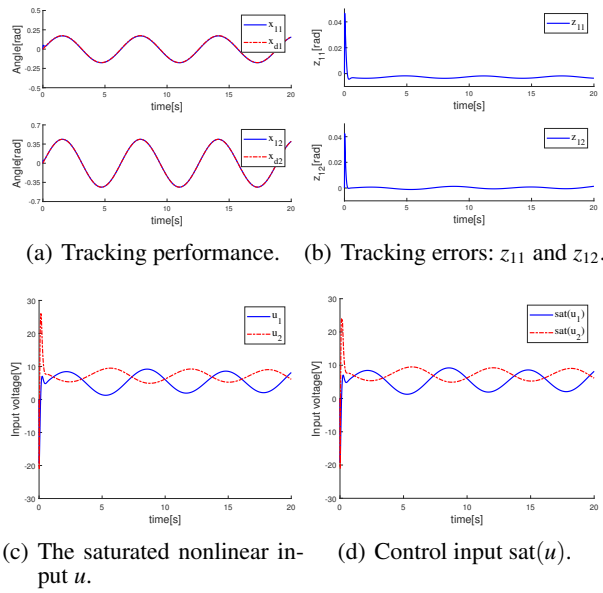 0.5
0.3
0
-0.3
-0.5
Angle[rad]
x11
xd1
0 5 10 15 20
time[s]
0.04
0.02
0
z11[rad]
z11
0 5 10 15 20
time[s]
0.7
0.35
0
-0.35
-0.7
Angle[rad]
x12
xd2
0 5 10 15 20
time[s]
0.04
0.02
0
z12[rad]
z12
0 5 10 15 20
time[s]
(a) Tracking performance.
(b) Tracking errors: z11 and z12.
30
20
10
0
-10
-20
30
Input voltage[V]
u1
u2
0 5 10 15 20
time[s]
30
20
10
0
-10
-20
-30
Input voltage[V]
sat(u1)
sat(u2)
0 5 10 15 20
time[s]
(c) The saturated nonlinear in-
put u.
(d) Control input sat(u).